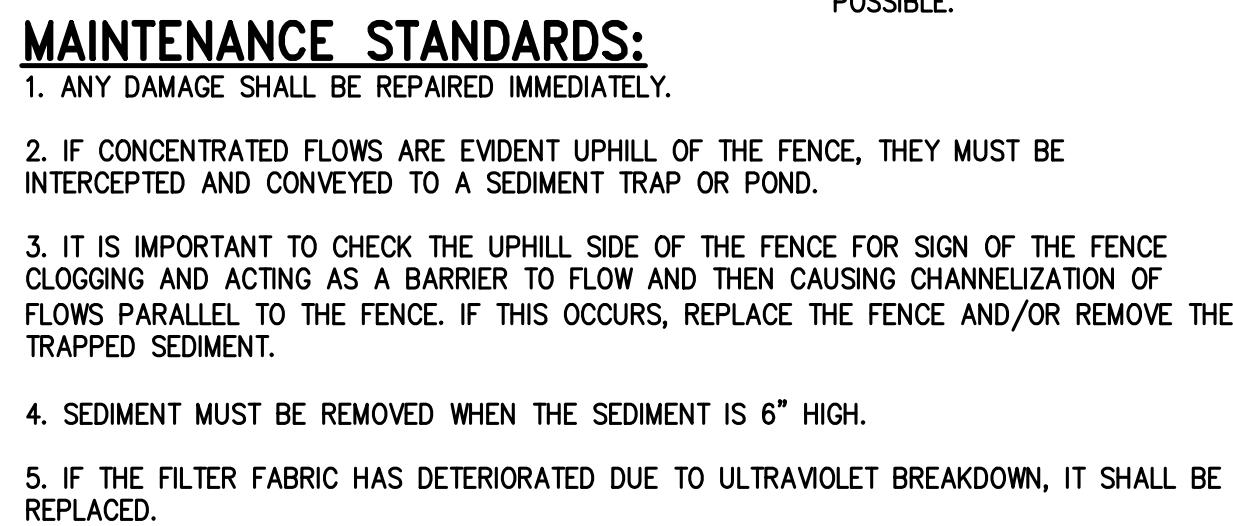 POSSIBLE.
MAINTENANCE STANDARDS:
1. ANY DAMAGE SHALL BE REPAIRED IMMEDIATELY.
2. IF CONCENTRATED FLOWS ARE EVIDENT UPHILL OF THE FENCE, THEY MUST BE
INTERCEPTED AND CONVEYED TO A SEDIMENT TRAP OR POND.
3. IT IS IMPORTANT TO CHECK THE UPHILL SIDE OF THE FENCE FOR SIGN OF THE FENCE
CLOGGING AND ACTING AS A BARRIER TO FLOW AND THEN CAUSING CHANNELIZATION OF
FLOWS PARALLEL TO THE FENCE. IF THIS OCCURS, REPLACE THE FENCE AND/OR REMOVE THE
TRAPPED SEDIMENT.
4. SEDIMENT MUST BE REMOVED WHEN THE SEDIMENT IS 6" HIGH.
5. IF THE FILTER FABRIC HAS DETERIORATED DUE TO ULTRAVIOLET BREAKDOWN, IT SHALL BE
REPLACED.